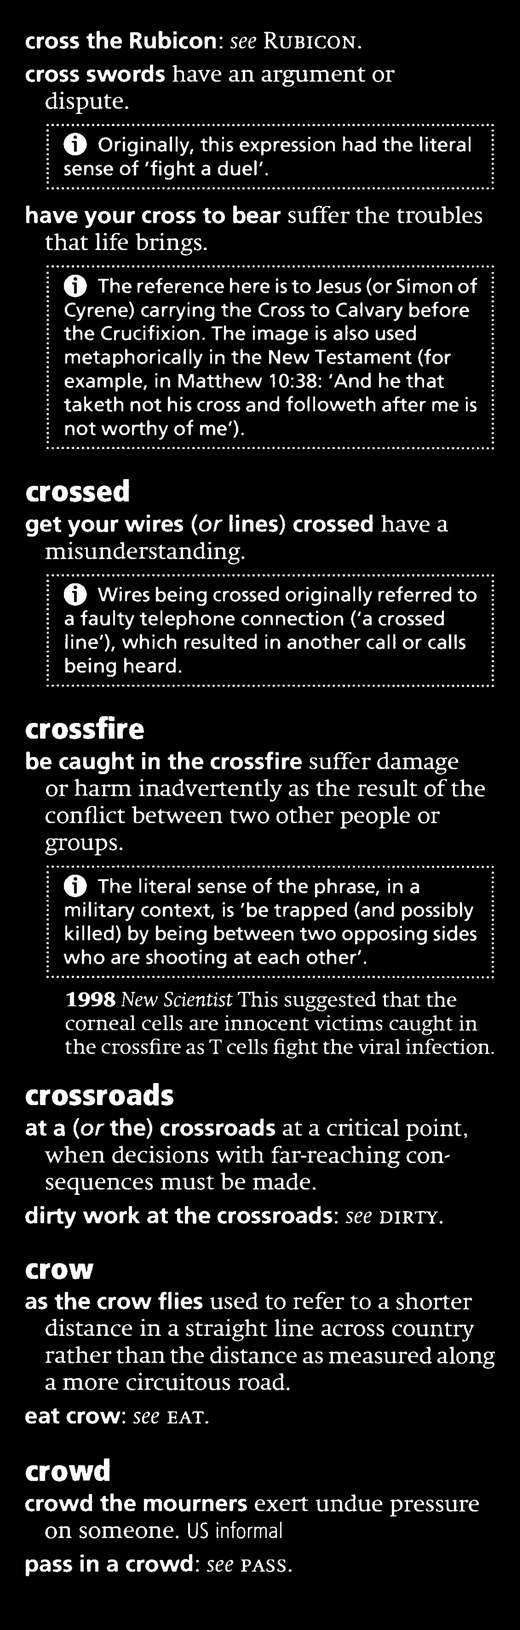 cross the Rubicon: see RUBICON.
cross swords have an argument or
dispute.
i Originally, this expression had the literal
sense of ‘fight a duel’.
have your cross to bear suffer the troubles
that life brings.
i The reference here is to Jesus (or Simon of
Cyrene) carrying the Cross to Calvary before
the Crucifixion. The image is also used
metaphorically in the New Testament (for
example, in Matthew 10:38: ‘And he that
taketh not his cross and followeth after me is
not worthy of me’).
crossed
get your wires (or lines) crossed have a
misunderstanding.
i Wires being crossed originally referred to
a faulty telephone connection (‘a crossed
line’), which resulted in another call or calls
being heard.
crossfire
be caught in the crossfire suffer damage
or harm inadvertently as the result of the
conflict between two other people or
groups.
i The literal sense of the phrase, in a
military context, is ‘be trapped (and possibly
killed) by being between two opposing sides
who are shooting at each other’.
1998 New Scientist This suggested that the
corneal cells are innocent victims caught in
the crossfire as T cells fight the viral infection.
crossroads
at a (or the) crossroads at a critical point,
when decisions with far-reaching con-
sequences must be made.
dirty work at the crossroads: see DIRTY.
crow
as the crow flies used to refer to a shorter
distance in a straight line across country
rather than the distance as measured along
a more circuitous road.
eat crow: see EAT.
crowd
crowd the mourners exert undue pressure
on someone. US informal
pass in a crowd: see PASS.